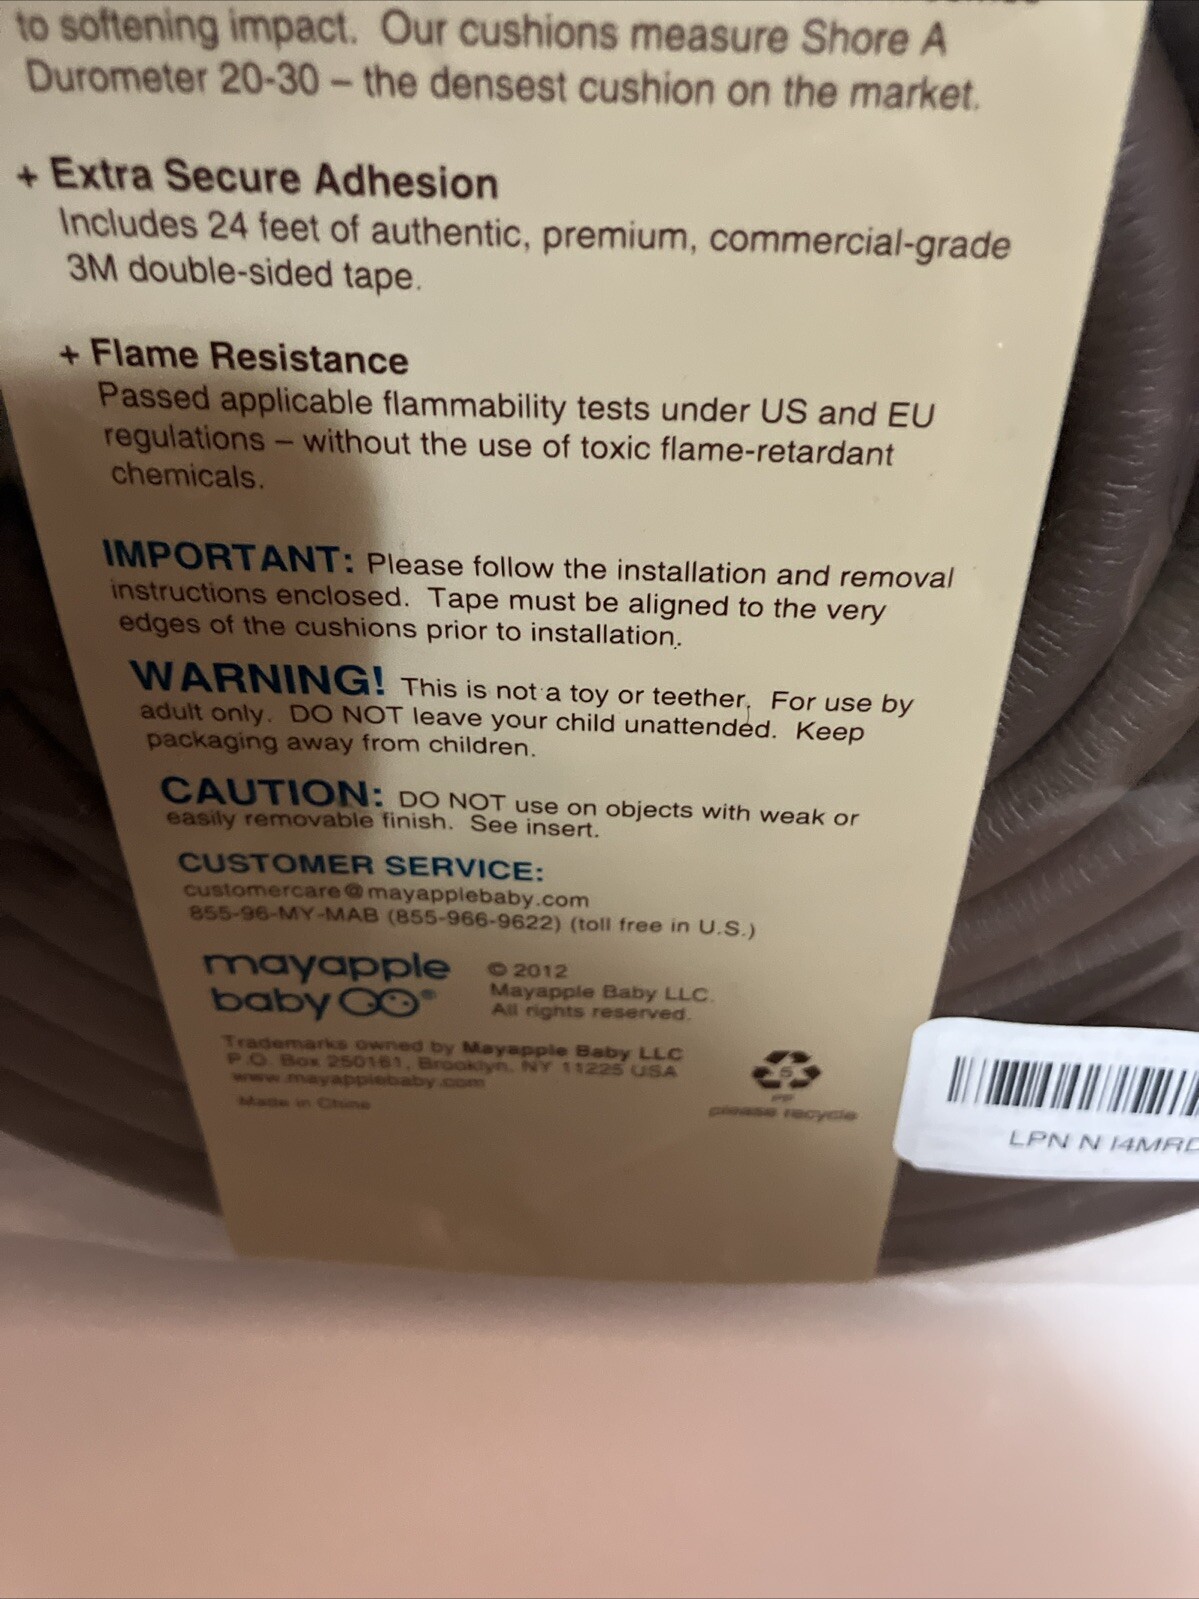 to softening impact. Our cushions measure Shore A
Durometer 20-30 – the densest cushion on the market.
+ Extra Secure Adhesion
Includes 24 feet of authentic, premium, commercial-grade
3M double-sided tape.
+ Flame Resistance
Passed applicable flammability tests under US and EU
regulations – without the use of toxic flame-retardant
chemicals.
IMPORTANT: Please follow the installation and removal
instructions enclosed. Tape must be aligned to the very
edges of the cushions prior to installation.
WARNING! This is not a toy or teether. For use by
adult only. DO NOT leave your child unattended. Keep
packaging away from children.
CAUTION: DO NOT use on objects with weak or
easily removable finish. See insert.
CUSTOMER SERVICE:
customercare@mayapplebaby.com
855-96-MY-MAB (855-966-9622) (toll free in U.S.)
mayapple
baby®
© 2012
Mayapple Baby LLC.
All rights reserved.
Trademarks owned by Mayapple Baby LLC
P.O. Box 250161, Brooklyn, NY 11225 USA
www.mayapplebaby.com
Made in China
5
PP
please recycle
LPN N I4MR